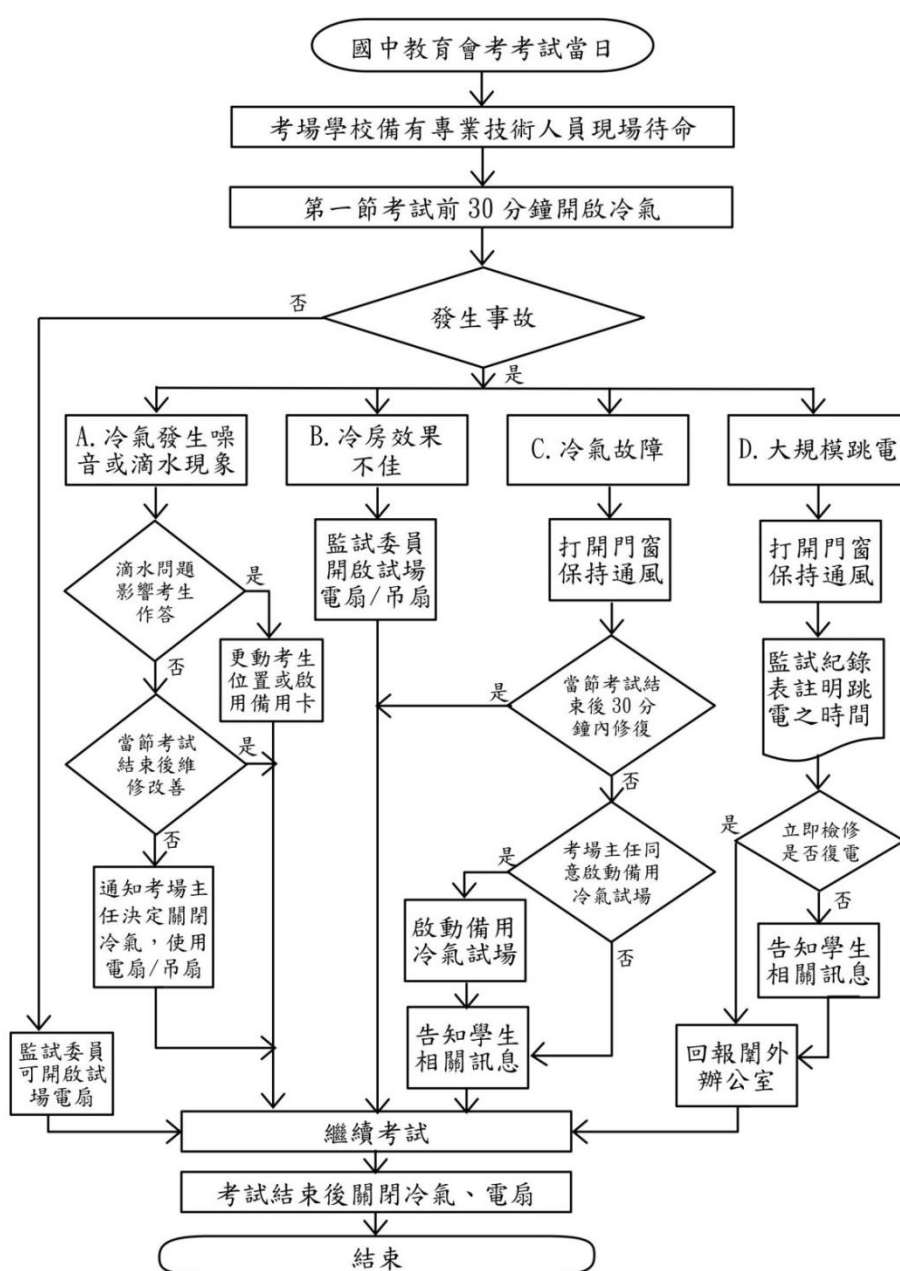 國中教育會考考試當日
考場學校備有專業技術人員現場待命
第一節考試前 30 分鐘開啟冷氣
發生事故
否
是
A.冷氣發生噪
音或滴水現象
B.冷房效果
不佳
C.冷氣故障
D.大規模跳電
滴水問題
影響考生
作答
是
否
更動考生
位置或啟
用備用卡
當節考試
結束後維
修改善
是
否
通知考場主
任決定關閉
冷氣，使用
電扇/吊扇
監試委員
可開啟試
場電扇
監試委員
開啟試場
電扇/吊扇
打開門窗
保持通風
當節考試結
束後 30 分
鐘內修復
是
否
考場主任同
意啟動備用
冷氣試場
是
否
啟動備用
冷氣試場
告知學生
相關訊息
打開門窗
保持通風
監試紀錄
表註明跳
電之時間
立即檢修
是否復電
是
否
告知學生
相關訊息
回報闈外
辦公室
繼續考試
考試結束後關閉冷氣、電扇
結束